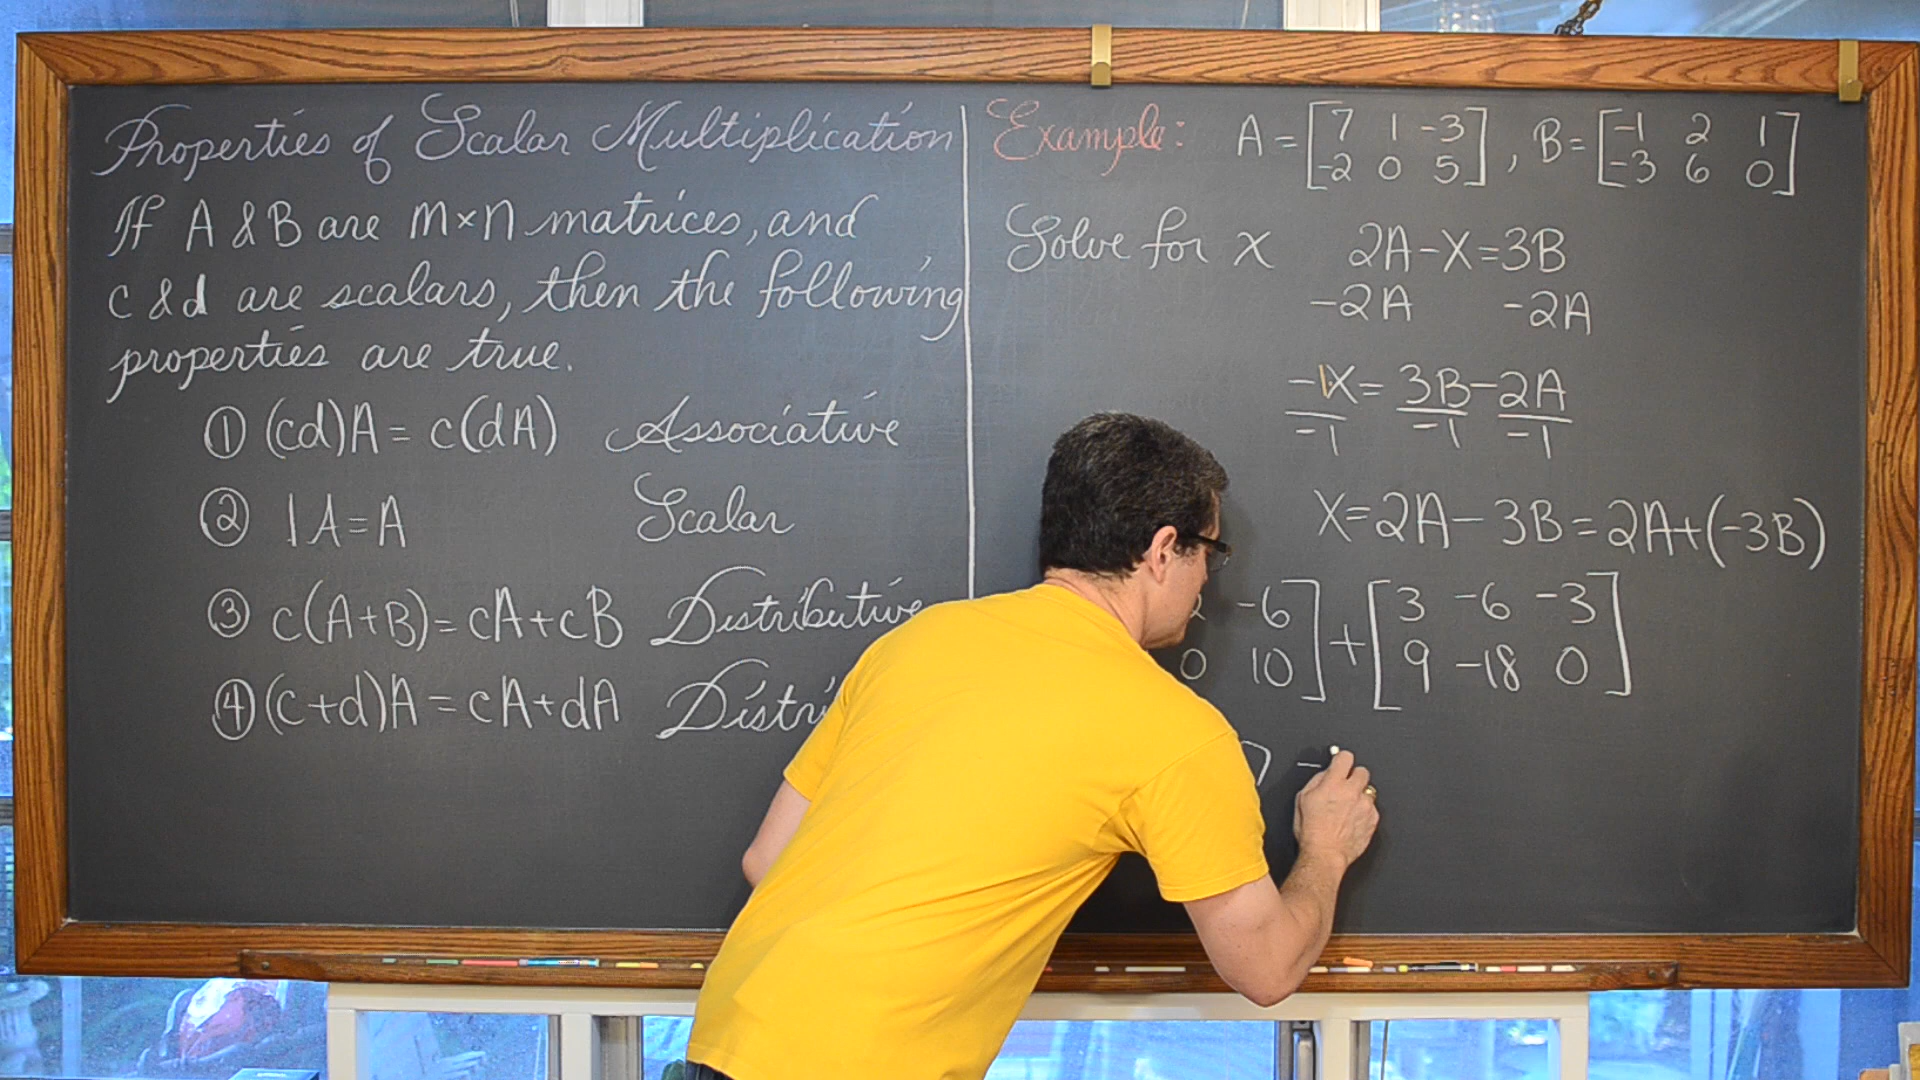 Properties of Scalar Multiplication
If A & B are m×n matrices, and
c & d are scalars, then the following
properties are true.
① (cd)A = c(dA) Associative
② 1A = A Scalar
③ c(A+B) = cA+cB Distributive
④ (c+d)A = cA+dA
Example: A = [7 1 -3], B = [-1 2 1]
[-2 0 5] [-3 6 0]
Solve for X 2A-X=3B
-2A -2A
-1X = 3B-2A
-1 -1 -1
X=2A-3B=2A+(-3B)
-6] + [3 -6 -3]
0 10] [9 -18 0]